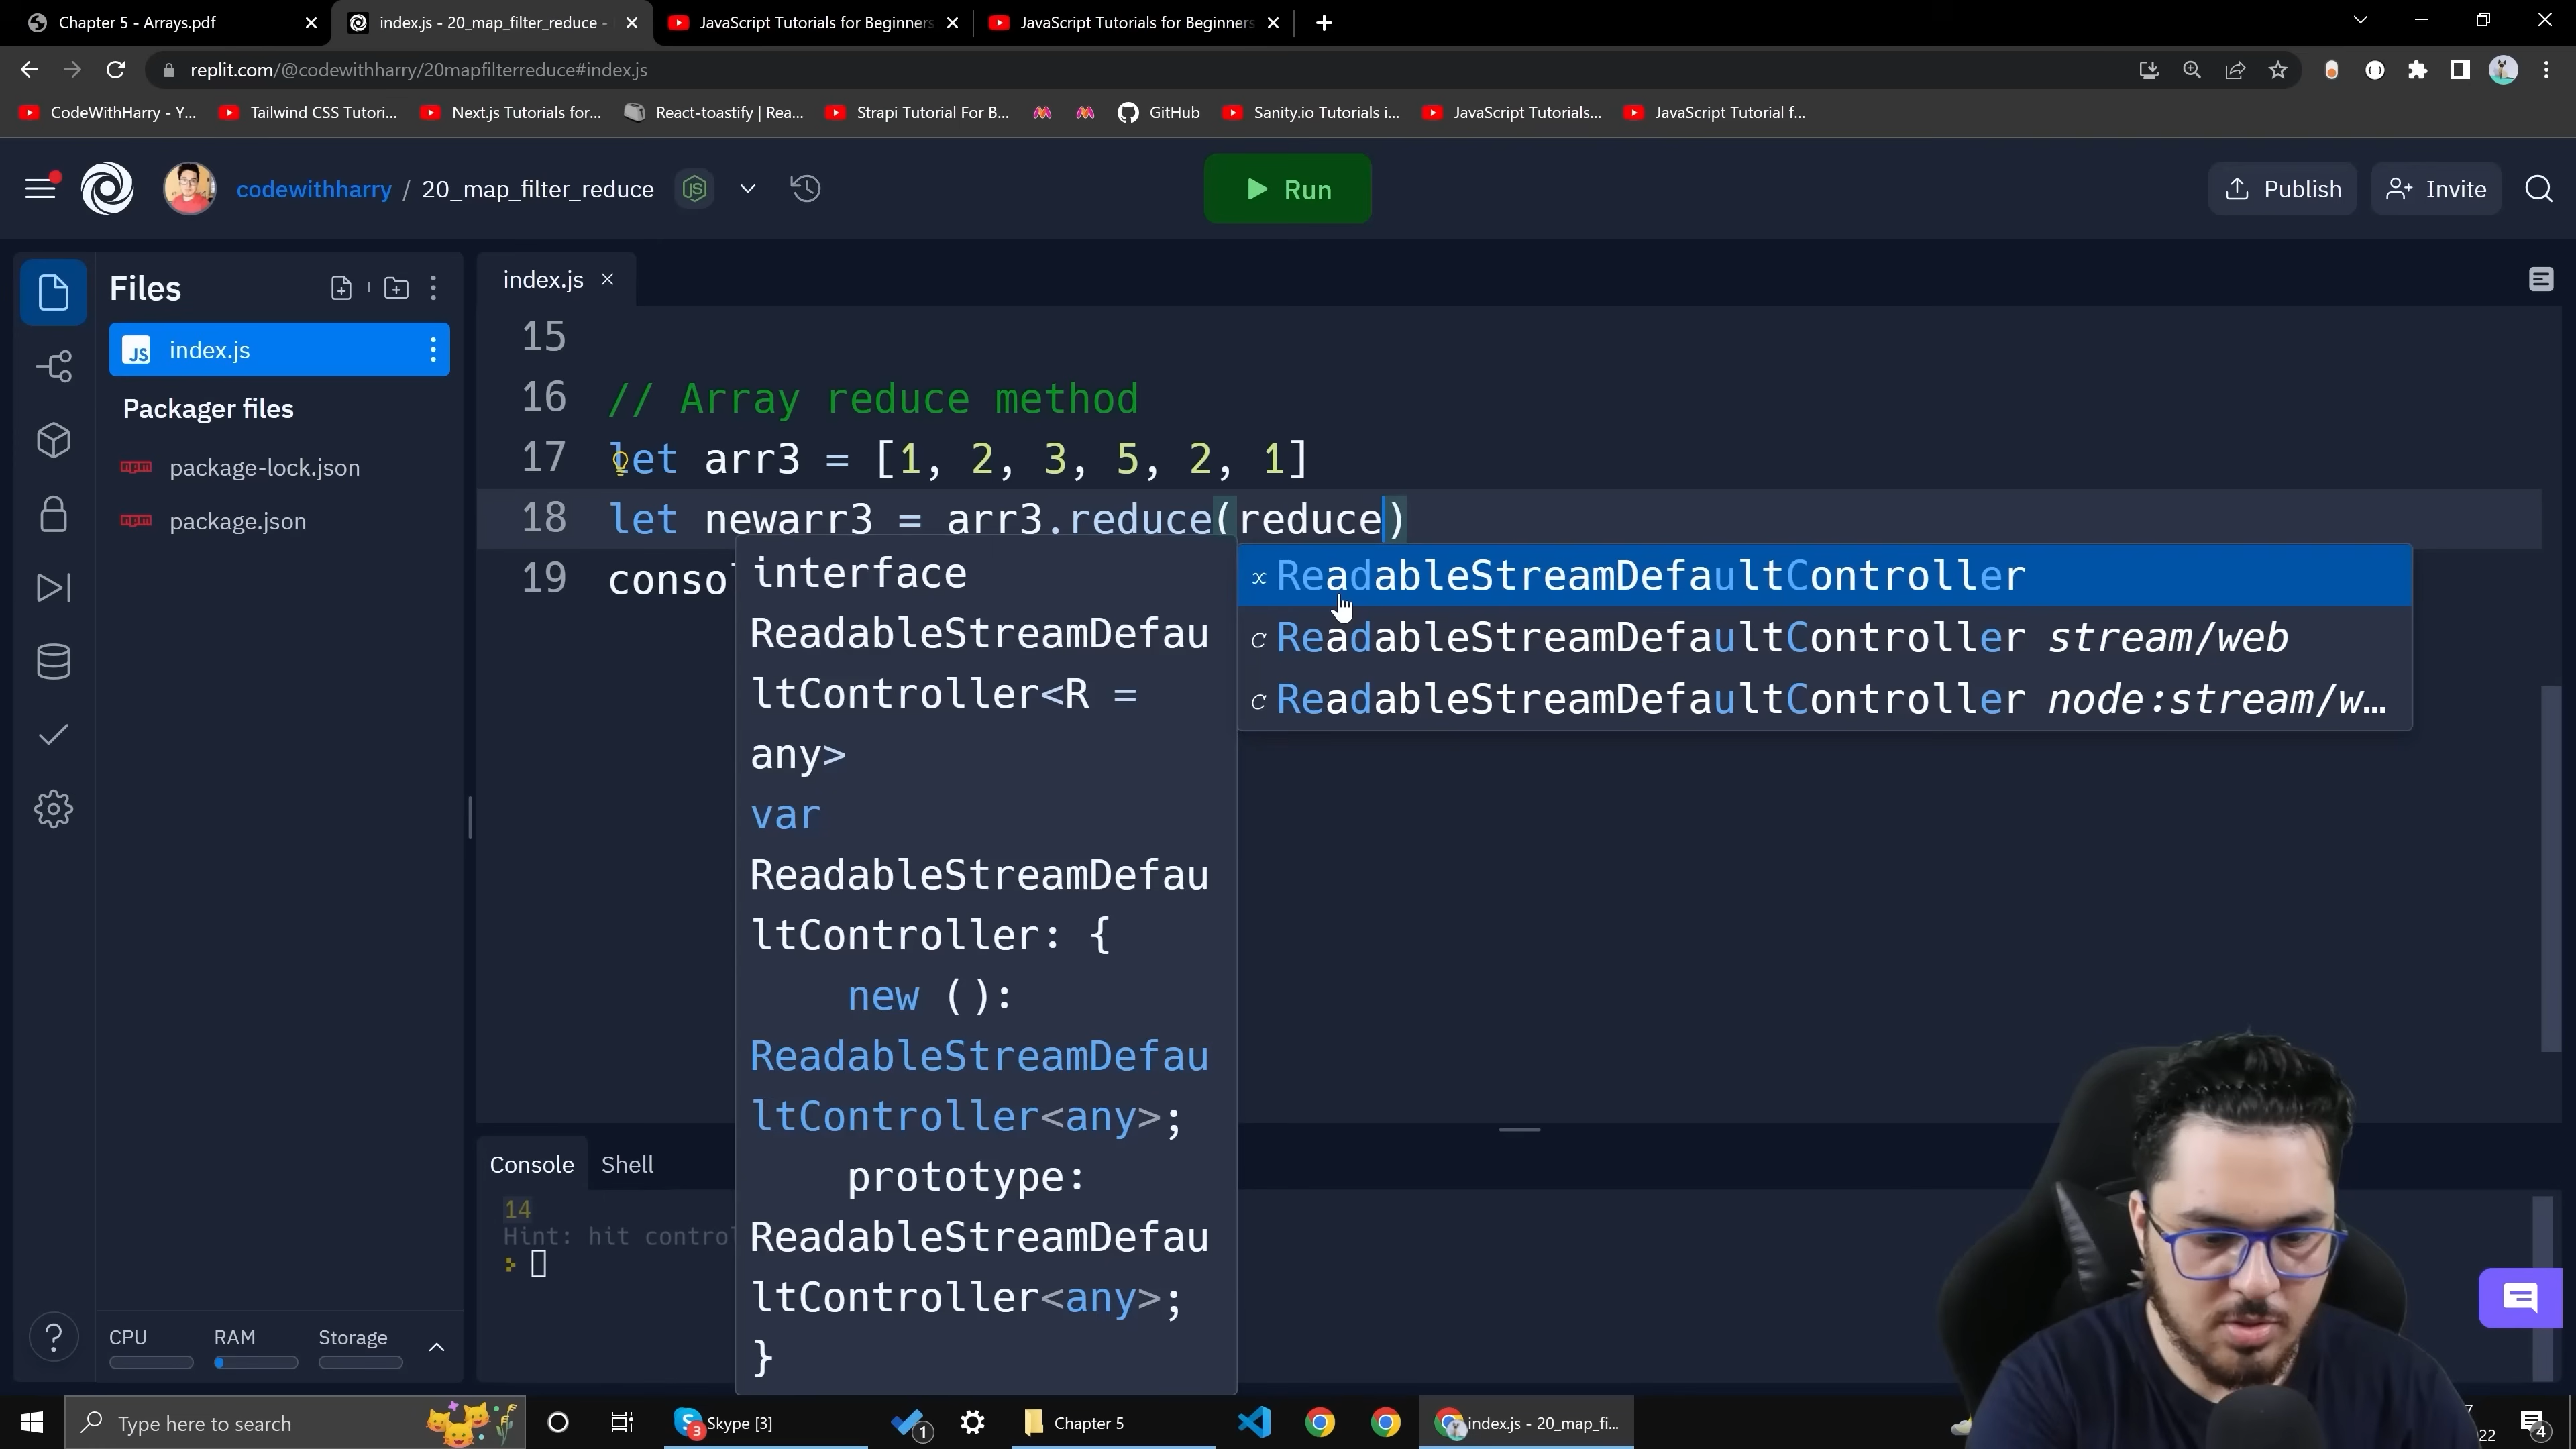 Chapter 5 - Arrays.pdf
index.js - 20_map_filter_reduce -
JavaScript Tutorials for Beginners
JavaScript Tutorials for Beginners
replit.com/@codewithharry/20mapfilterreduce#index.js
CodeWithHarry - Y...
Tailwind CSS Tutori...
Next.js Tutorials for...
React-toastify | Rea...
Strapi Tutorial For B...
GitHub
Sanity.io Tutorials i...
JavaScript Tutorials...
JavaScript Tutorial f...
codewithharry / 20_map_filter_reduce
Run
Publish
Invite
Files
index.js
Packager files
package-lock.json
package.json
index.js
15
16 // Array reduce method
17 let arr3 = [1, 2, 3, 5, 2, 1]
18 let newarr3 = arr3.reduce(reduce)
19 conso
interface
ReadableStreamDefau
ltController<R =
any>
var
ReadableStreamDefau
ltController: {
new ():
ReadableStreamDefau
ltController<any>;
prototype:
ReadableStreamDefau
ltController<any>;
}
ReadableStreamDefaultController
ReadableStreamDefaultController stream/web
ReadableStreamDefaultController node:stream/w...
Console
Shell
14
Hint: hit control
CPU
RAM
Storage
?
Type here to search
Skype [3]
3
1
Chapter 5
index.js - 20_map_fi...
7
22
4